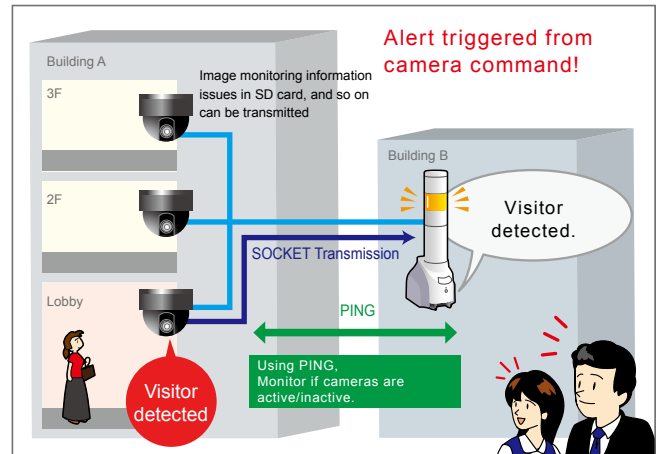 Alert triggered from
camera command!
Building A
3F
Image monitoring information
issues in SD card, and so on
can be transmitted
Building B
2F
Visitor
detected.
SOCKET Transmission
Lobby
PING
Using PING,
Monitor if cameras are
active/inactive.
Visitor
detected